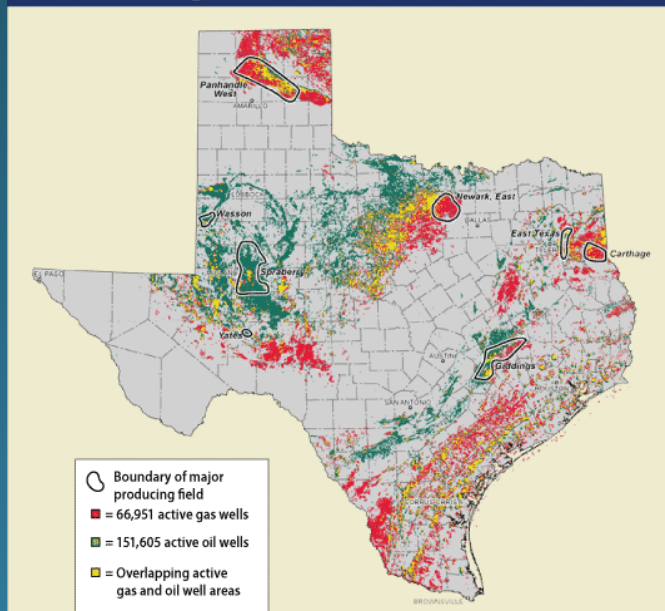 Panhandle,
West
AMARILLO
Newark, East
DALLAS
Wasson
East Texas
TYLER
Carthage
EL PASO
Spraberry
Yates
AUSTIN
Giddings
HOUSTON
SAN ANTONIO
CORPUS CHRISTI
BROWNSVILLE
Boundary of major
producing field
= 66,951 active gas wells
= 151,605 active oil wells
= Overlapping active
gas and oil well areas